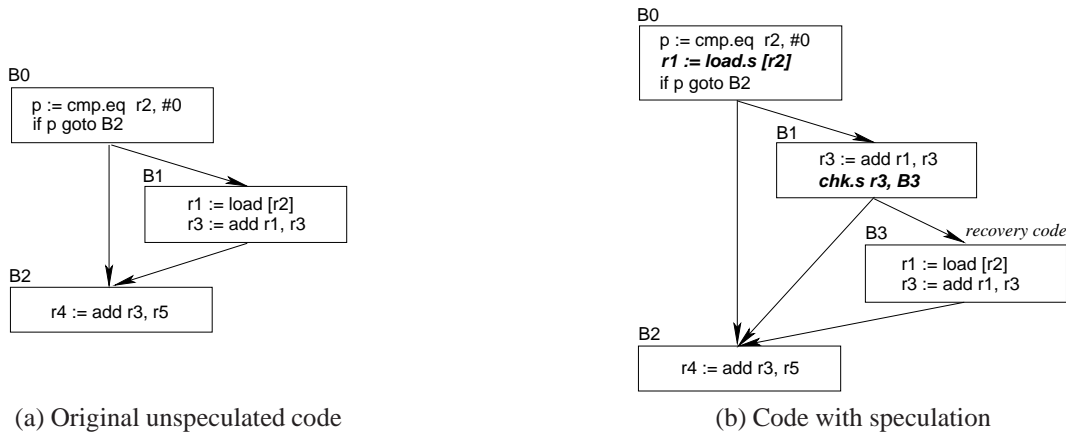 B0
p := cmp.eq r2, #0
if p goto B2
B1
r1 := load [r2]
r3 := add r1, r3
B2
r4 := add r3, r5
(a) Original unspeculated code
B0
p := cmp.eq r2, #0
r1 := load.s [r2]
if p goto B2
B1
r3 := add r1, r3
chk.s r3, B3
recovery code
B3
r1 := load [r2]
r3 := add r1, r3
B2
r4 := add r3, r5
(b) Code with speculation